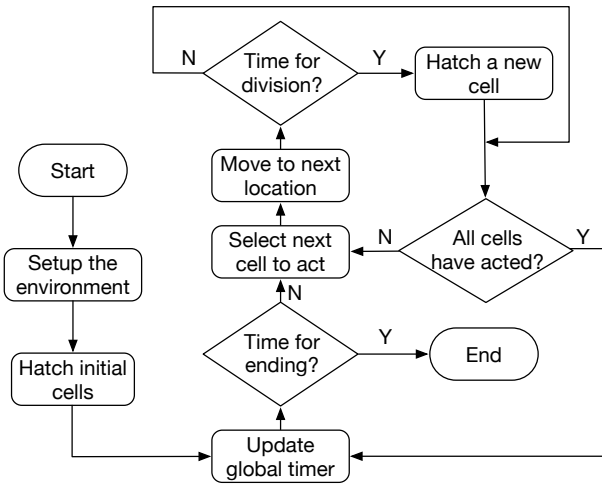 N
Time for
division?
Y
Hatch a new
cell
Start
Move to next
location
Setup the
environment
Select next
cell to act
N
All cells
have acted?
Y
N
Time for
ending?
Y
End
Hatch initial
cells
Update
global timer